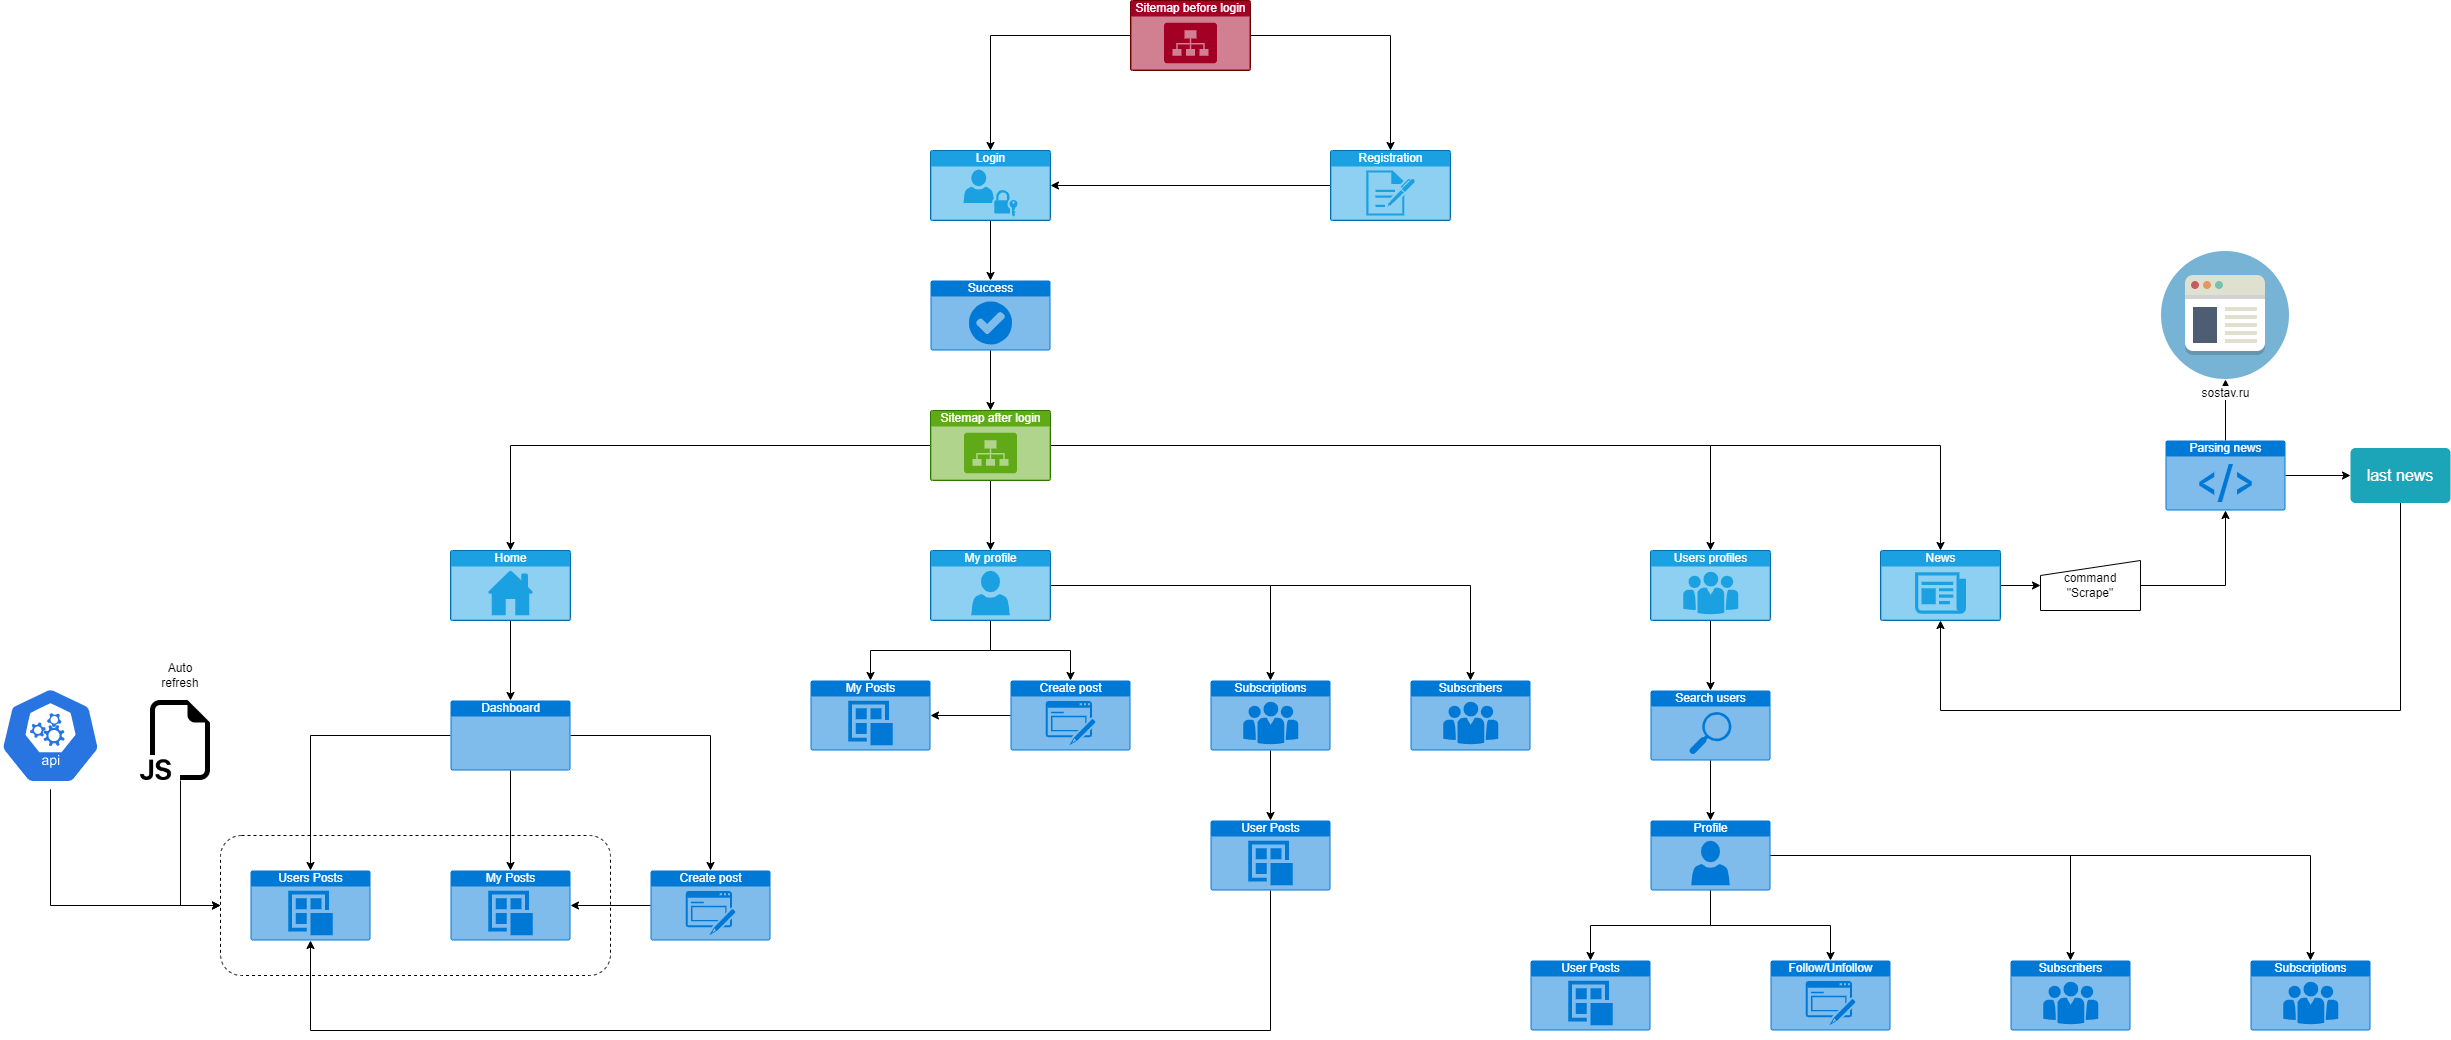 Sitemap before login
Login
Registration
Success
sostav.ru
Sitemap after login
Parsing news
</>
last news
Home
My profile
Users profiles
News
command
"Scrape"
Auto
refresh
JS
api
Dashboard
My Posts
Create post
Subscriptions
Subscribers
Search users
User Posts
Profile
Users Posts
My Posts
Create post
User Posts
Follow/Unfollow
Subscribers
Subscriptions